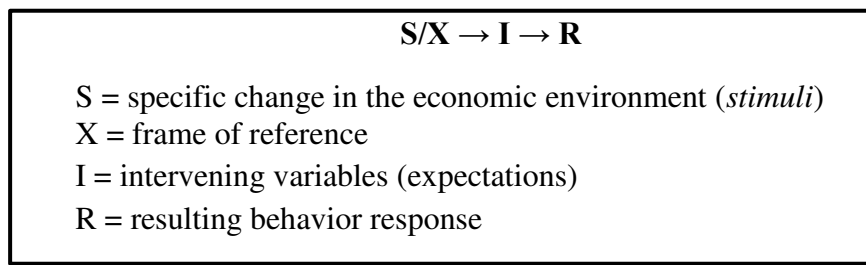 S/X → I → R
S = specific change in the economic environment (stimuli)
X = frame of reference
I = intervening variables (expectations)
R = resulting behavior response